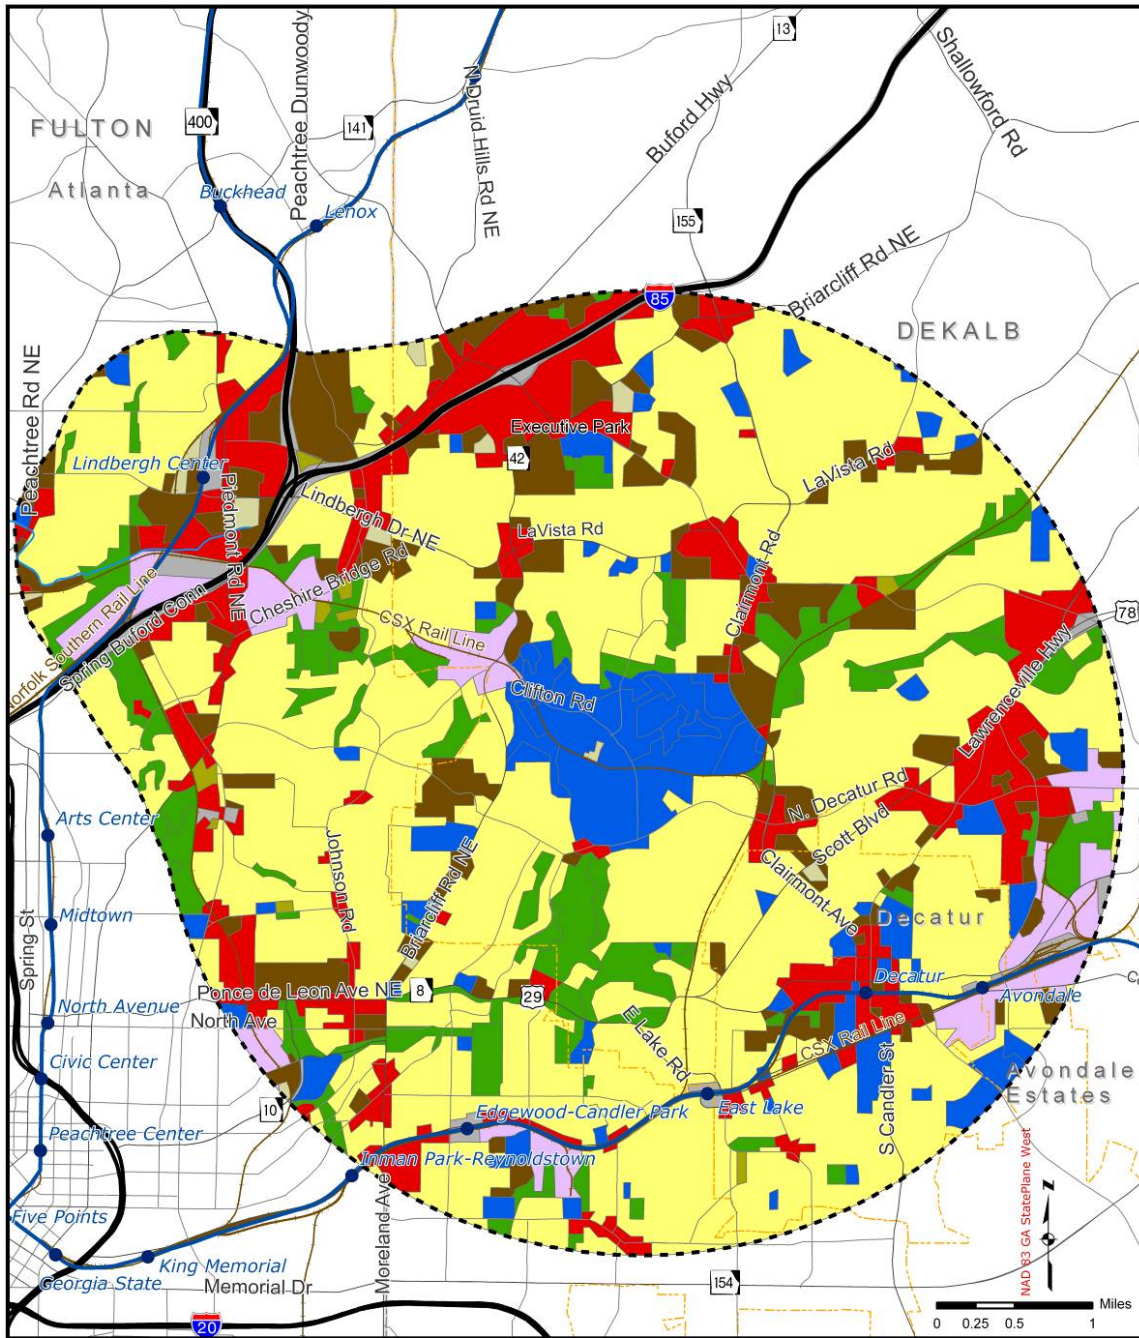 Shallowford Rd
13
Peachtree Dunwoody
N Druid Hills Rd NE
Buford Hwy
400
141
FULTON
Atlanta
Buckhead
Lenox
155
Briarcliff Rd NE
85
DEKALB
Peachtree Rd NE
Executive Park
42
Lindbergh Center
LaVista Rd
Piedmont Rd NE
Lindbergh Dr NE
LaVista Rd
Clairmont Rd
Cheshire Bridge Rd
Norfolk Southern Rail Line
Spring Buford Conn
CSX Rail Line
78
Lawrenceville Hwy
Clifton Rd
N. Decatur Rd
Scott Blvd
Arts Center
Johnson Rd
Briarcliff Rd NE
Clairmont Ave
Midtown
Decatur
Spring St
Decatur
Avondale
Ponce de Leon Ave NE
8
29
North Avenue
North Ave
E Lake Rd
CSX Rail Line
S Candler St
Civic Center
Avondale
Estates
10
Edgewood-Candler Park
East Lake
Peachtree Center
Inman Park-Reynoldstown
Moreland Ave
NAD 83 GA StatePlane West
N
Five Points
King Memorial
Georgia State
Memorial Dr
154
20
Miles
0 0.25 0.5 1